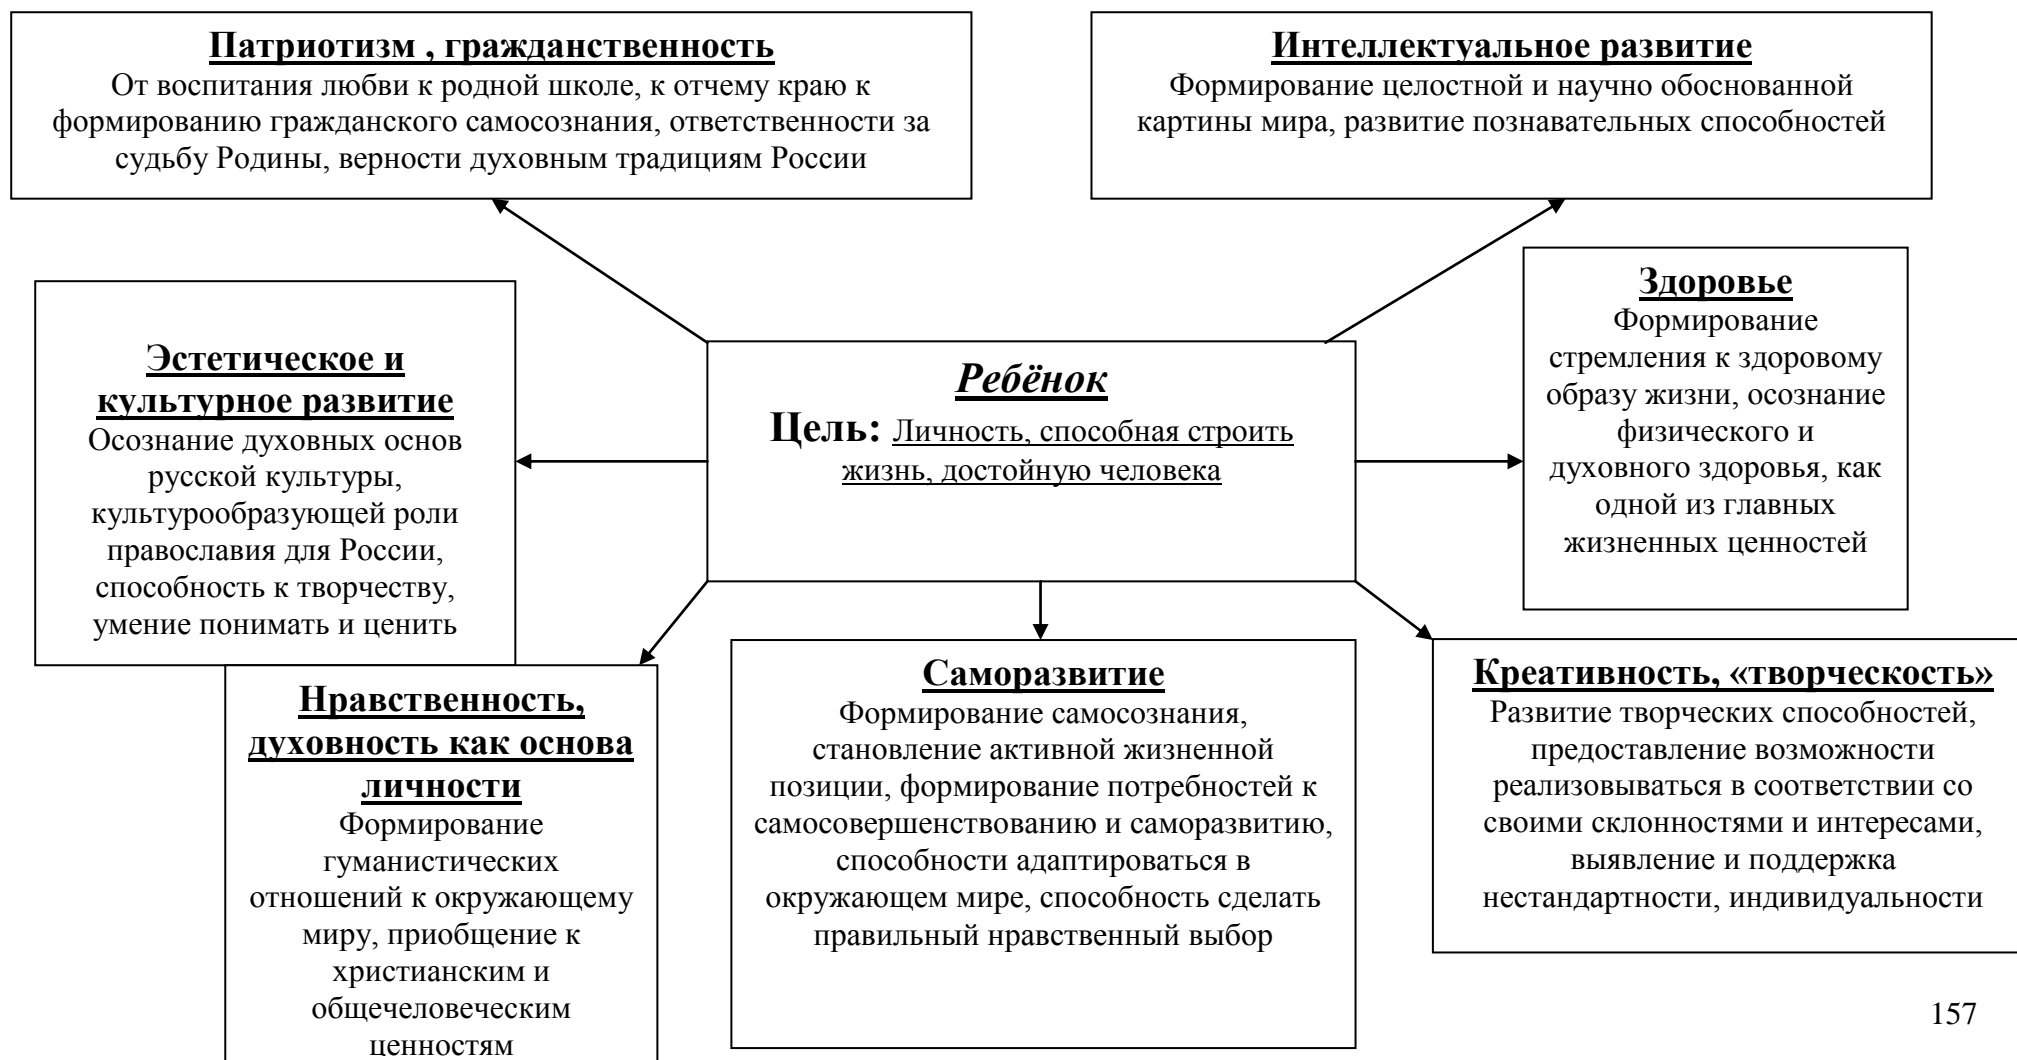 Патриотизм , гражданственность
От воспитания любви к родной школе, к отчему краю к
формированию гражданского самосознания, ответственности за
судьбу Родины, верности духовным традициям России
Интеллектуальное развитие
Формирование целостной и научно обоснованной
картины мира, развитие познавательных способностей
Эстетическое и
культурное развитие
Осознание духовных основ
русской культуры,
культурообразующей роли
православия для России,
способность к творчеству,
умение понимать и ценить
Ребёнок
Цель: Личность, способная строить
жизнь, достойную человека
Здоровье
Формирование
стремления к здоровому
образу жизни, осознание
физического и
духовного здоровья, как
одной из главных
жизненных ценностей
Нравственность,
духовность как основа
личности
Формирование
гуманистических
отношений к окружающему
миру, приобщение к
христианским и
общечеловеческим
ценностям
Саморазвитие
Формирование самосознания,
становление активной жизненной
позиции, формирование потребностей к
самосовершенствованию и саморазвитию,
способности адаптироваться в
окружающем мире, способность сделать
правильный нравственный выбор
Креативность, «творческость»
Развитие творческих способностей,
предоставление возможности
реализовываться в соответствии со
своими склонностями и интересами,
выявление и поддержка
нестандартности, индивидуальности
157